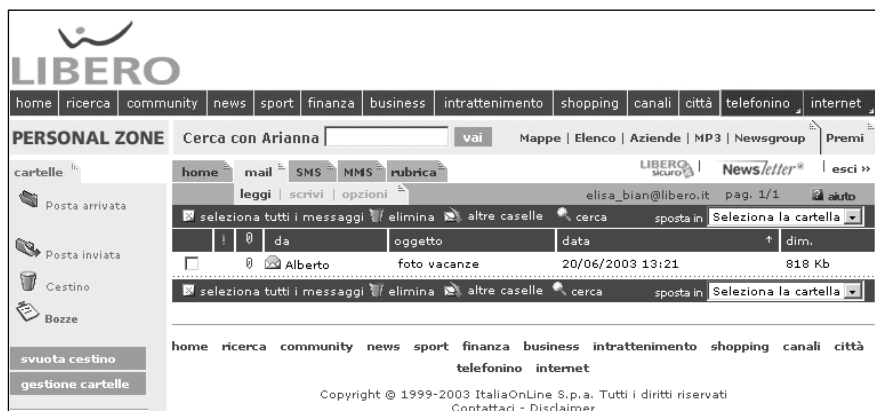 LIBERO
home ricerca community news sport finanza business intrattenimento shopping canali città telefonino internet
PERSONAL ZONE Cerca con Arianna vai Mappe | Elenco | Aziende | MP3 | Newsgroup Premi
cartelle home mail SMS MMS rubrica LIBERO sicuro NewsLetter esci »
leggi | scrivi | opzioni elisa_bian@libero.it pag. 1/1 aiuto
Posta arrivata
seleziona tutti i messaggi elimina altre caselle cerca sposta in Seleziona la cartella
! da oggetto data ↑ dim.
Posta inviata
Alberto foto vacanze 20/06/2003 13:21 818 Kb
Cestino
seleziona tutti i messaggi elimina altre caselle cerca sposta in Seleziona la cartella
Bozze
home ricerca community news sport finanza business intrattenimento shopping canali città
telefonino internet
svuota cestino
gestione cartelle
Copyright © 1999-2003 ItaliaOnLine S.p.a. Tutti i diritti riservati
Contattaci - Disclaimer